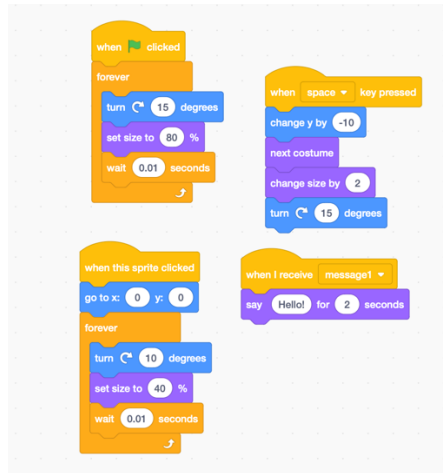 when clicked
forever
turn 15 degrees
set size to 80 %
wait 0.01 seconds
when space key pressed
change y by -10
next costume
change size by 2
turn 15 degrees
when this sprite clicked
go to x: 0 y: 0
forever
turn 10 degrees
set size to 40 %
wait 0.01 seconds
when I receive message1
say Hello! for 2 seconds